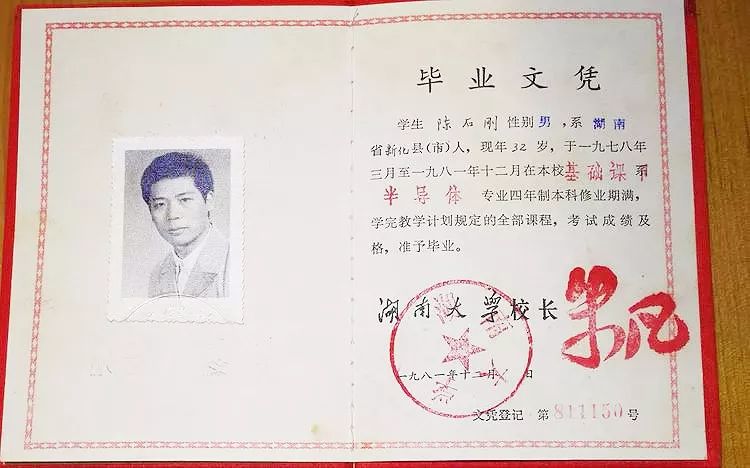 毕业文凭
学生 陈石刚 性别男，系 湖南
省新化县(市)人，现年32岁，于一九七八年
三月至一九八一年十二月在本校基础课系
半导体 专业四年制本科修业期满，
学完教学计划规定的全部课程，考试成绩及
格，准予毕业。
湖南大学校长 朱凡
湖南大学
一九八一年十二月 日
文凭登记 第811150号